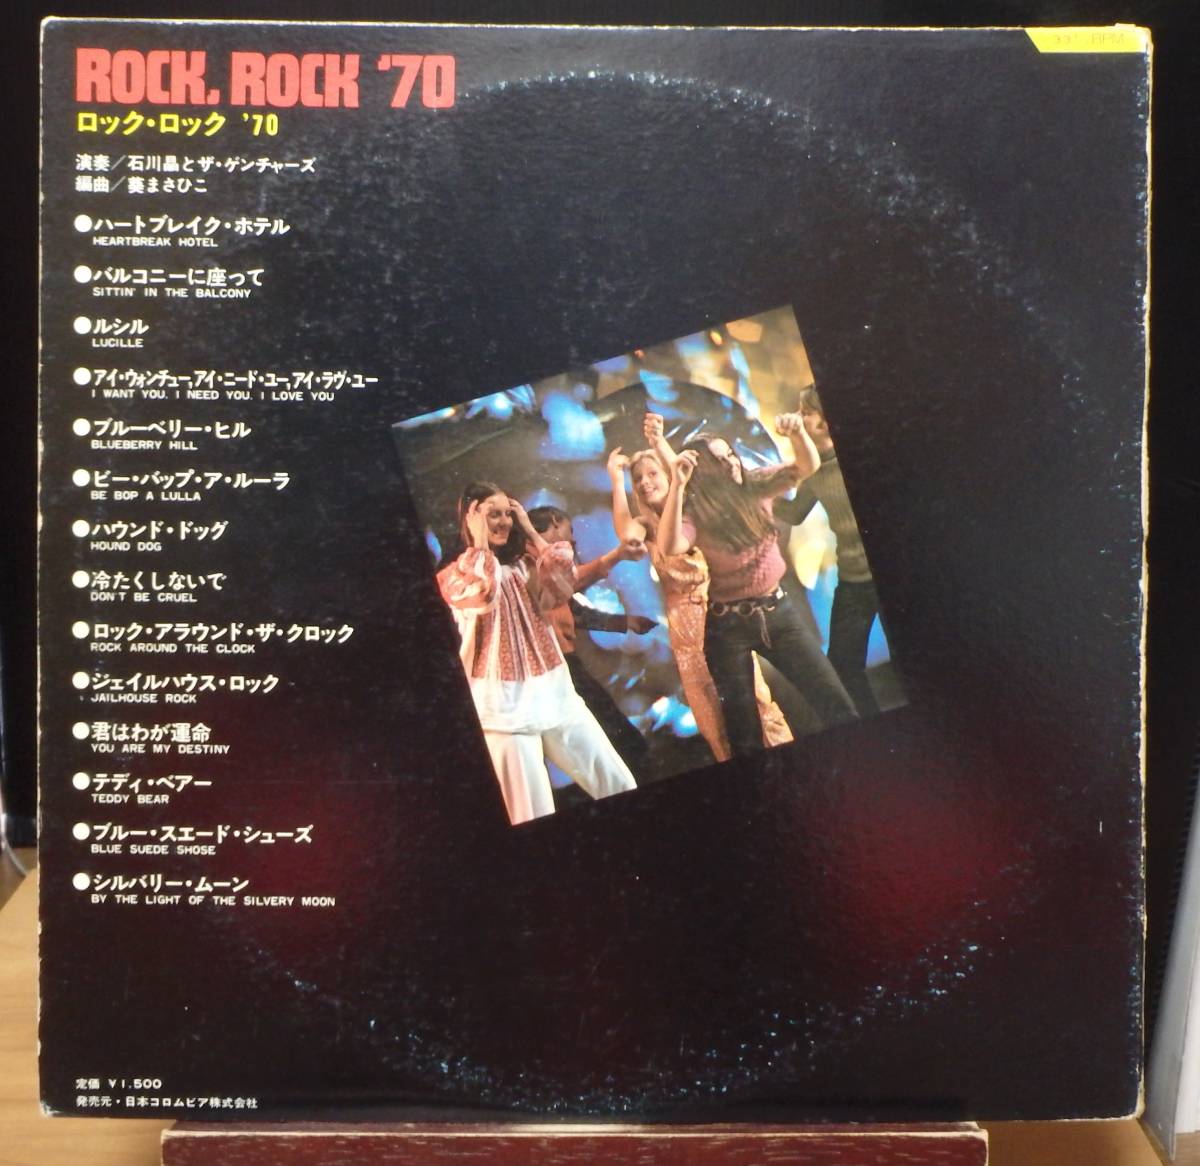 ROCK, ROCK '70
ロック・ロック '70
演奏／石川晶とザ・ゲンチャーズ
編曲／葵まさひこ
●ハートブレイク・ホテル
HEARTBREAK HOTEL
●バルコニーに座って
SITTIN' IN THE BALCONY
●ルシル
LUCILLE
●アイ・ウォンチュー,アイ・ニード・ユー,アイ・ラヴ・ユー
I WANT YOU. I NEED YOU. I LOVE YOU
●ブルーベリー・ヒル
BLUEBERRY HILL
●ビー・バップ・ア・ルーラ
BE BOP A LULLA
●ハウンド・ドッグ
HOUND DOG
●冷たくしないで
DON'T BE CRUEL
●ロック・アラウンド・ザ・クロック
ROCK AROUND THE CLOCK
●ジェイルハウス・ロック
JAILHOUSE ROCK
●君はわが運命
YOU ARE MY DESTINY
●テディ・ベアー
TEDDY BEAR
●ブルー・スエード・シューズ
BLUE SUEDE SHOSE
●シルバリー・ムーン
BY THE LIGHT OF THE SILVERY MOON
定価 ¥1,500
発売元・日本コロムビア株式会社